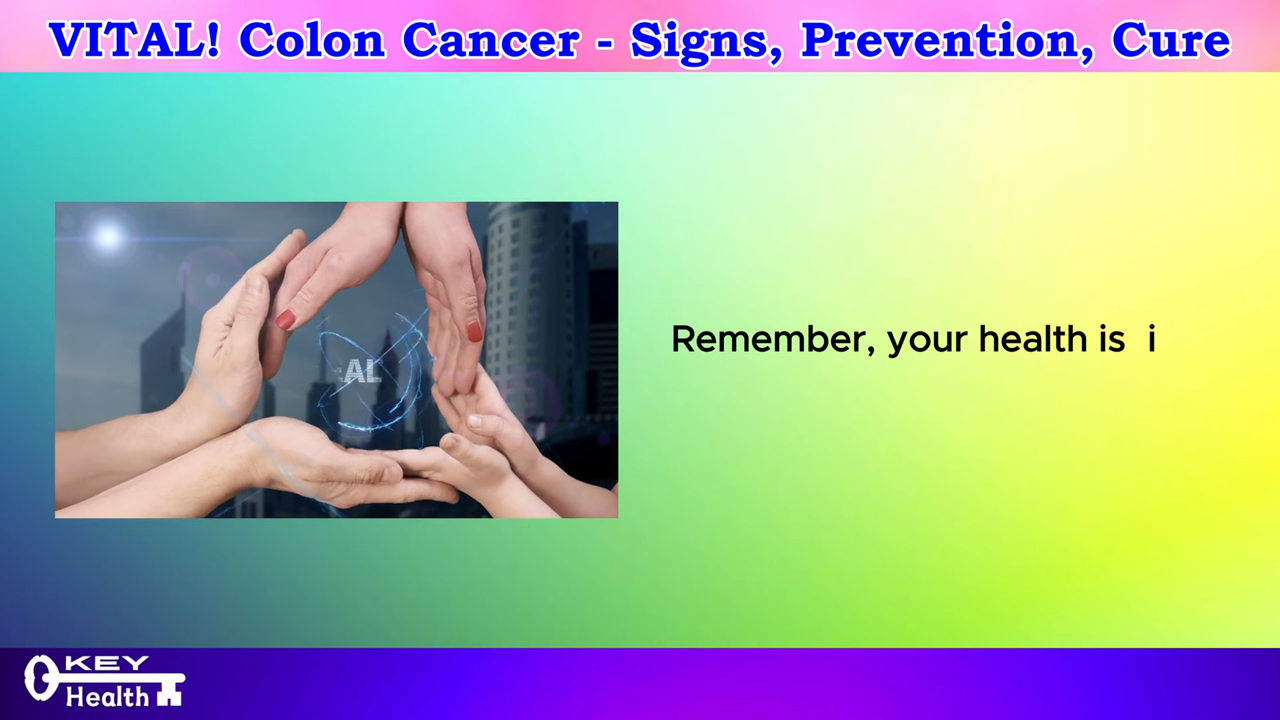 VITAL! Colon Cancer - Signs, Prevention, Cure
AL
Remember, your health is i
KEY
Health